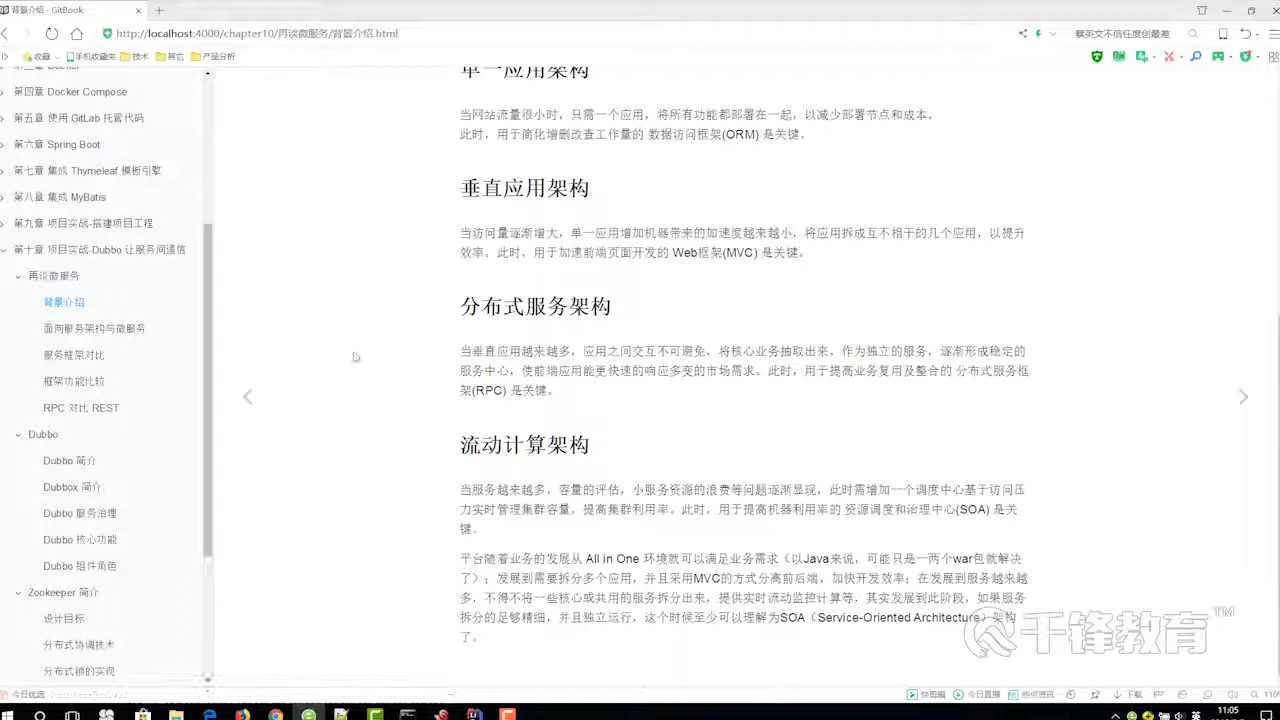 背景介绍 - GitBook
http://localhost:4000/chapter10/再谈微服务/背景介绍.html
蔡英文不信任度创最差
收藏 手机收藏夹 技术 其它 产品分析
第四章 Docker Compose
第五章 使用 GitLab 托管代码
第六章 Spring Boot
第七章 集成 Thymeleaf 模板引擎
第八章 集成 MyBatis
第九章 项目实战-搭建项目工程
第十章 项目实战-Dubbo 让服务间通信
再谈微服务
背景介绍
面向服务架构与微服务
服务框架对比
框架功能比较
RPC 对比 REST
Dubbo
Dubbo 简介
Dubbox 简介
Dubbo 服务治理
Dubbo 核心功能
Dubbo 组件角色
Zookeeper 简介
设计目标
分布式协调技术
分布式锁的实现
单一应用架构
当网站流量很小时，只需一个应用，将所有功能都部署在一起，以减少部署节点和成本。
此时，用于简化增删改查工作量的 数据访问框架(ORM) 是关键。
垂直应用架构
当访问量逐渐增大，单一应用增加机器带来的加速度越来越小，将应用拆成互不相干的几个应用，以提升
效率。此时，用于加速前端页面开发的 Web框架(MVC) 是关键。
分布式服务架构
当垂直应用越来越多，应用之间交互不可避免，将核心业务抽取出来，作为独立的服务，逐渐形成稳定的
服务中心，使前端应用能更快速的响应多变的市场需求。此时，用于提高业务复用及整合的 分布式服务框
架(RPC) 是关键。
流动计算架构
当服务越来越多，容量的评估，小服务资源的浪费等问题逐渐显现，此时需增加一个调度中心基于访问压
力实时管理集群容量，提高集群利用率。此时，用于提高机器利用率的 资源调度和治理中心(SOA) 是关
键。
平台随着业务的发展从 All in One 环境就可以满足业务需求（以Java来说，可能只是一两个war包就解决
了）；发展到需要拆分多个应用，并且采用MVC的方式分离前后端，加快开发效率；在发展到服务越来越
多，不得不将一些核心或共用的服务拆分出来，提供实时流动监控计算等，其实发展到此阶段，如果服务
拆分的足够精细，并且独立运行，这个时候至少可以理解为SOA（Service-Oriented Architecture）架构
了。
千锋教育™
今日优选
快剪辑 今日直播 热点资讯 下载
英 11:05